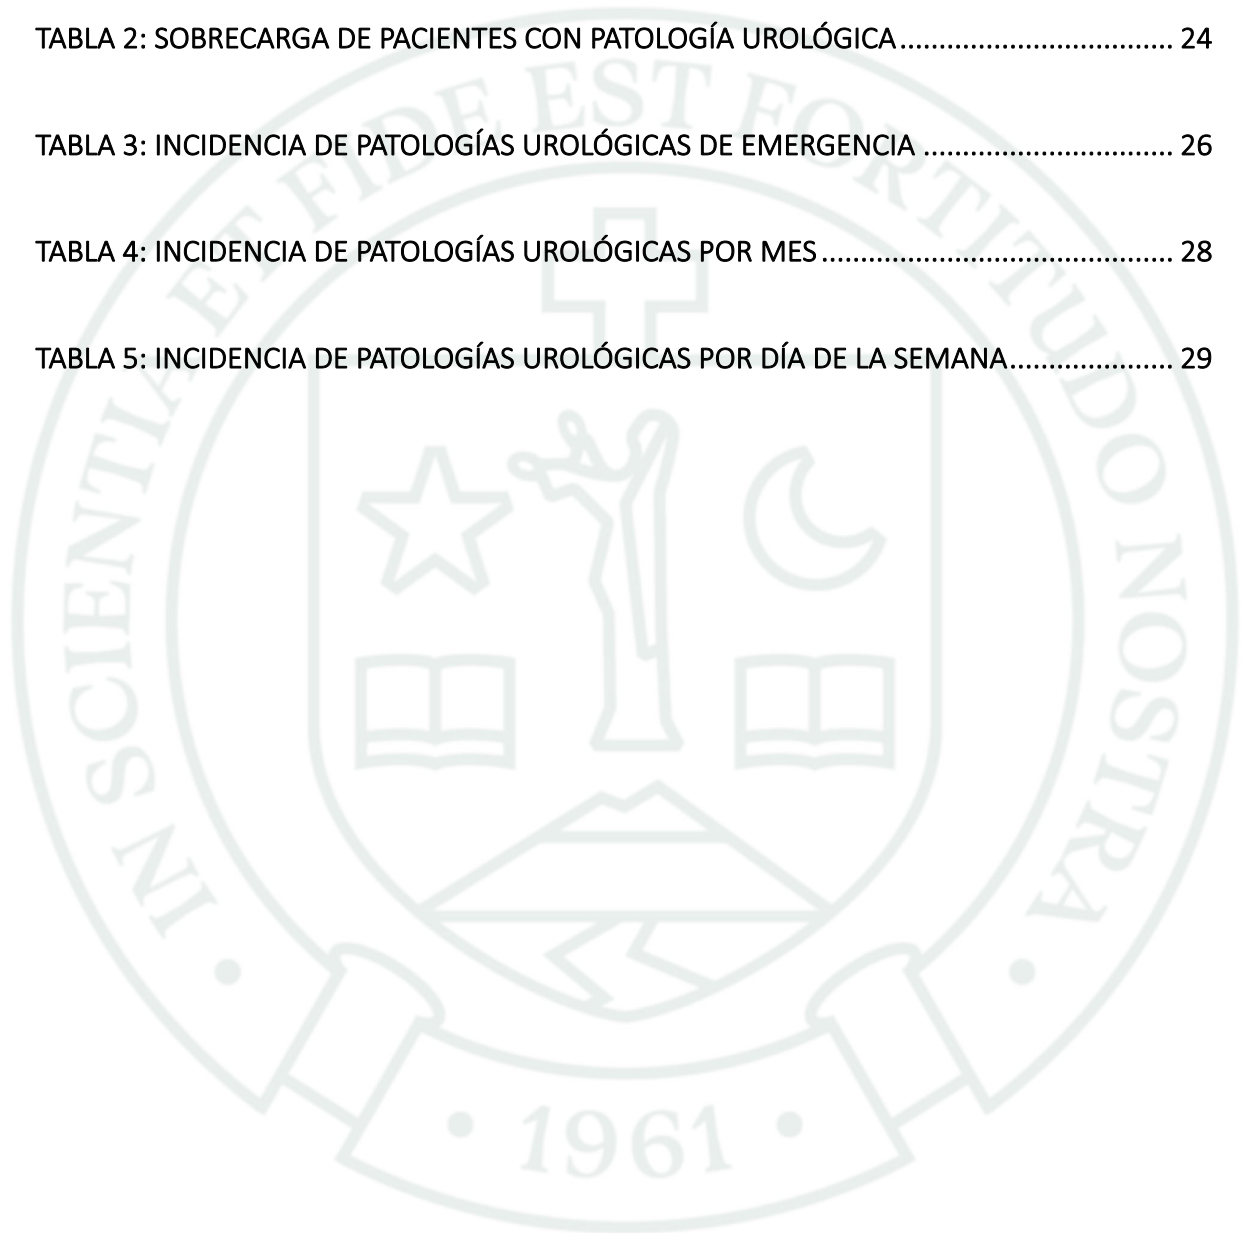 TABLA 2: SOBRECARGA DE PACIENTES CON PATOLOGÍA UROLÓGICA.................................. 24
TABLA 3: INCIDENCIA DE PATOLOGÍAS UROLÓGICAS DE EMERGENCIA ................................ 26
TABLA 4: INCIDENCIA DE PATOLOGÍAS UROLÓGICAS POR MES............................................. 28
TABLA 5: INCIDENCIA DE PATOLOGÍAS UROLÓGICAS POR DÍA DE LA SEMANA..................... 29
IN SCIENTIA ET FIDE EST FORTITUDO NOSTRA
• 1961 •